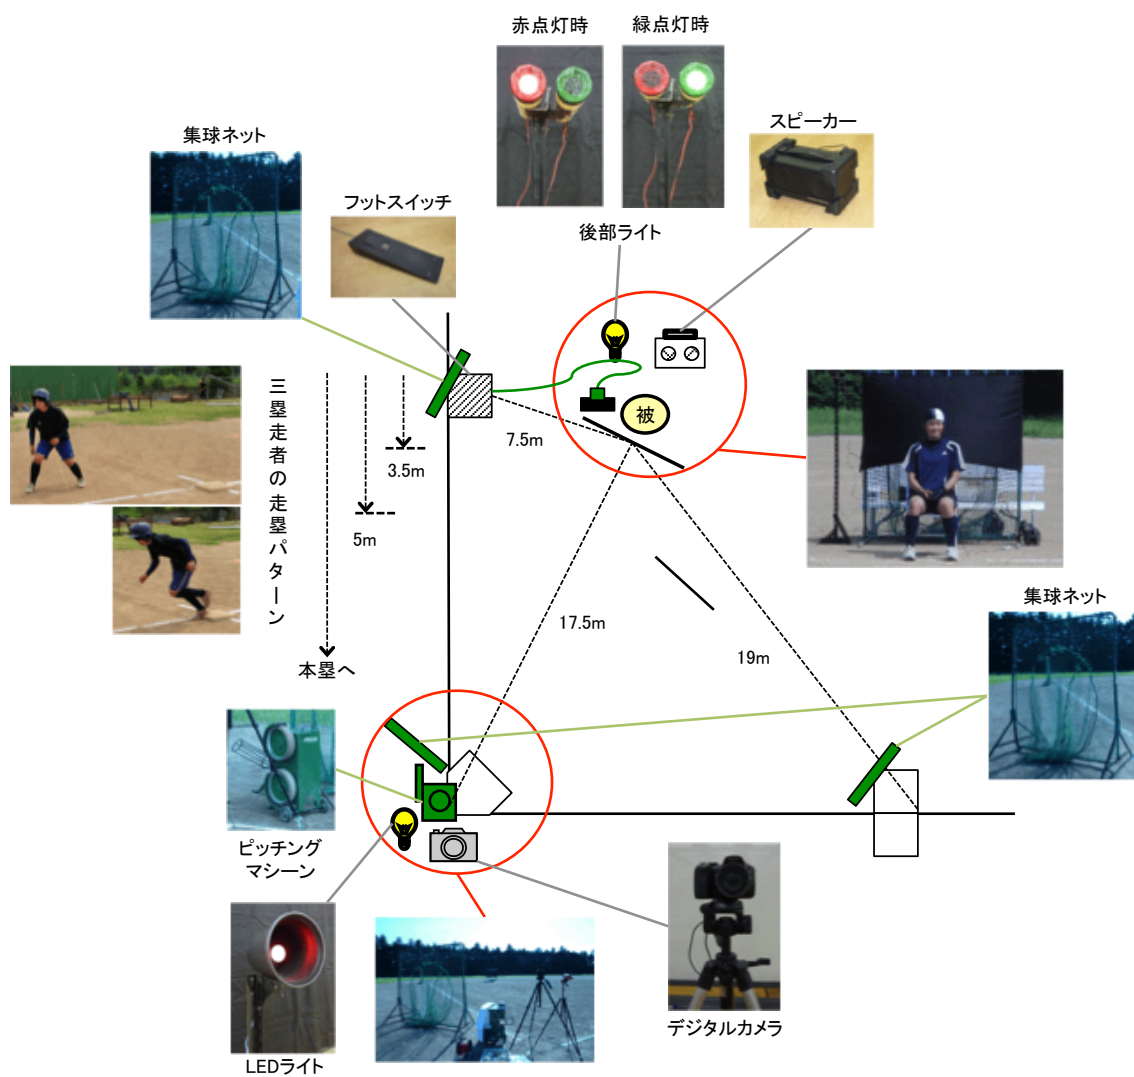 赤点灯時
緑点灯時
スピーカー
集球ネット
フットスイッチ
後部ライト
被
三塁走者の走塁パターン
7.5m
3.5m
5m
集球ネット
17.5m
19m
本塁へ
ピッチング
マシーン
デジタルカメラ
LEDライト